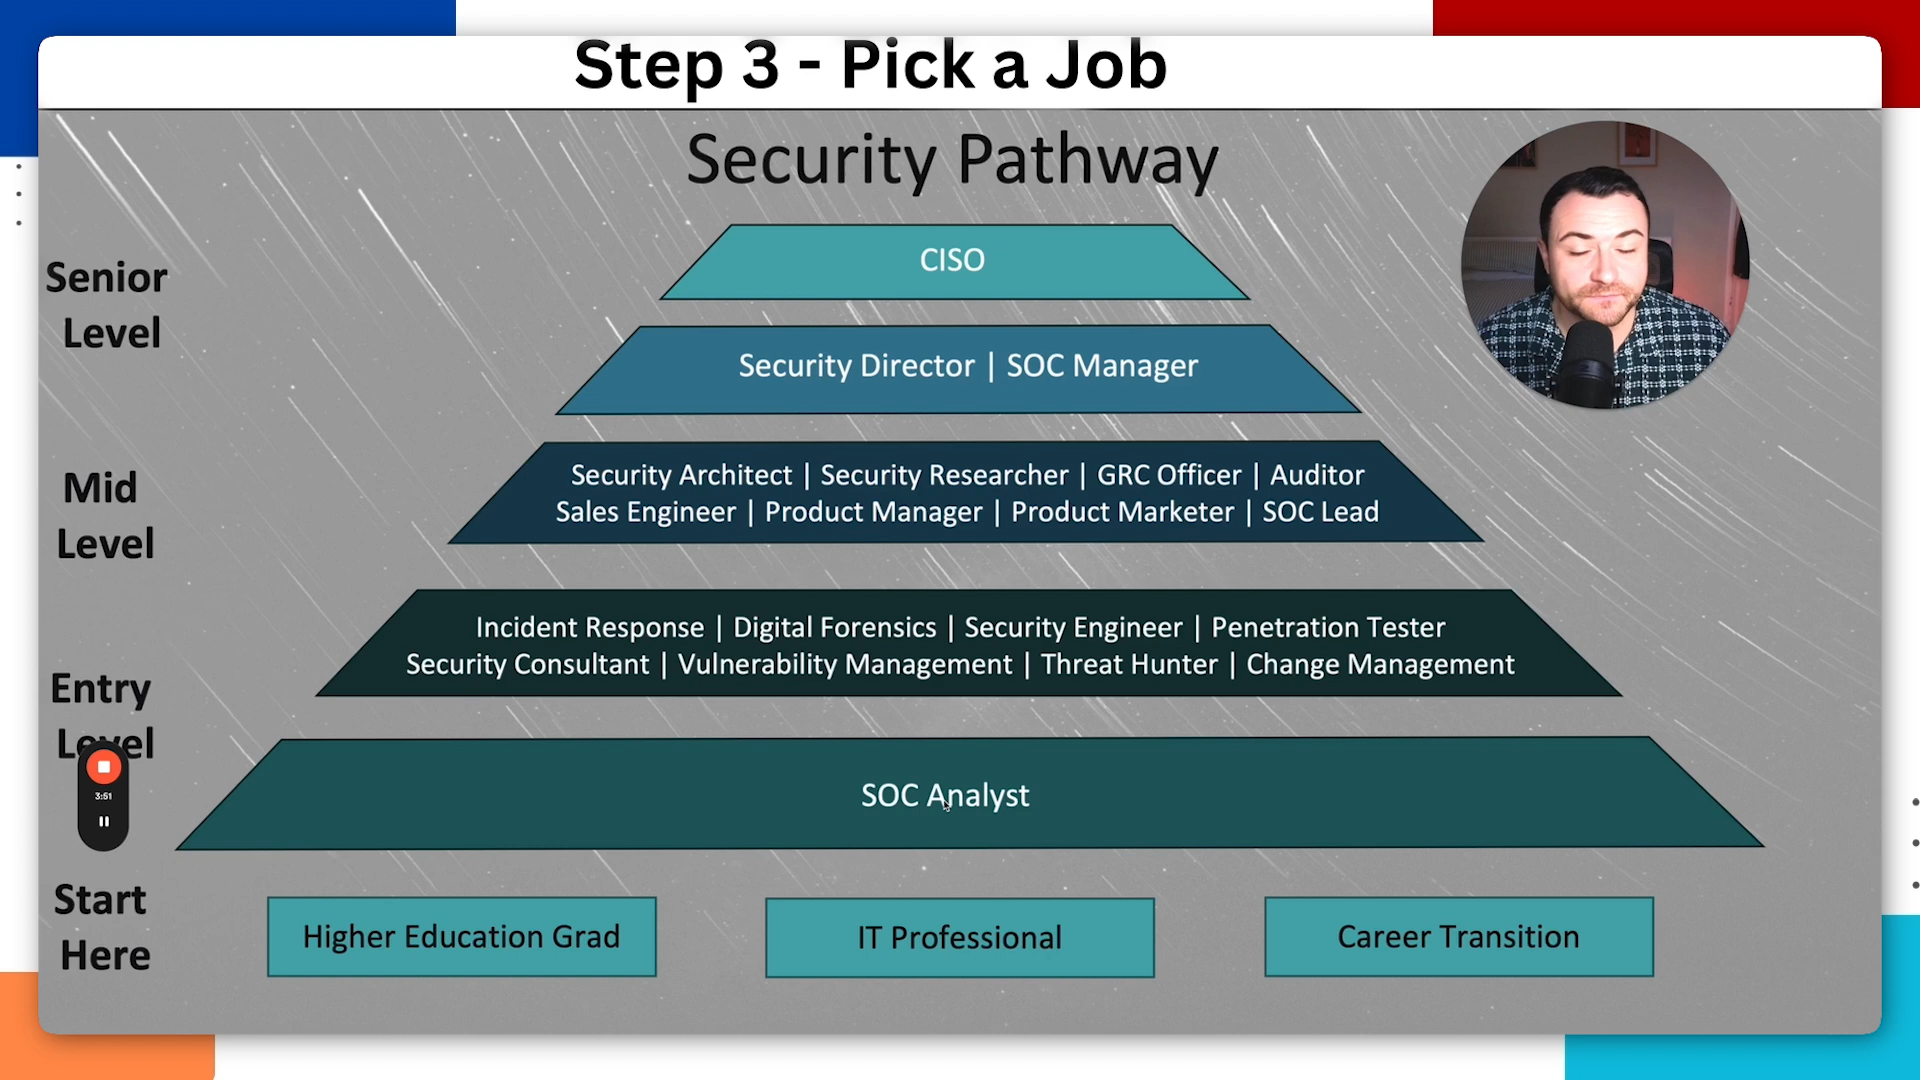 Step 3 - Pick a Job
Security Pathway
Senior
Level
CISO
Security Director | SOC Manager
Mid
Level
Security Architect | Security Researcher | GRC Officer | Auditor
Sales Engineer | Product Manager | Product Marketer | SOC Lead
Entry
Level
Incident Response | Digital Forensics | Security Engineer | Penetration Tester
Security Consultant | Vulnerability Management | Threat Hunter | Change Management
3:51
SOC Analyst
Start
Here
Higher Education Grad
IT Professional
Career Transition